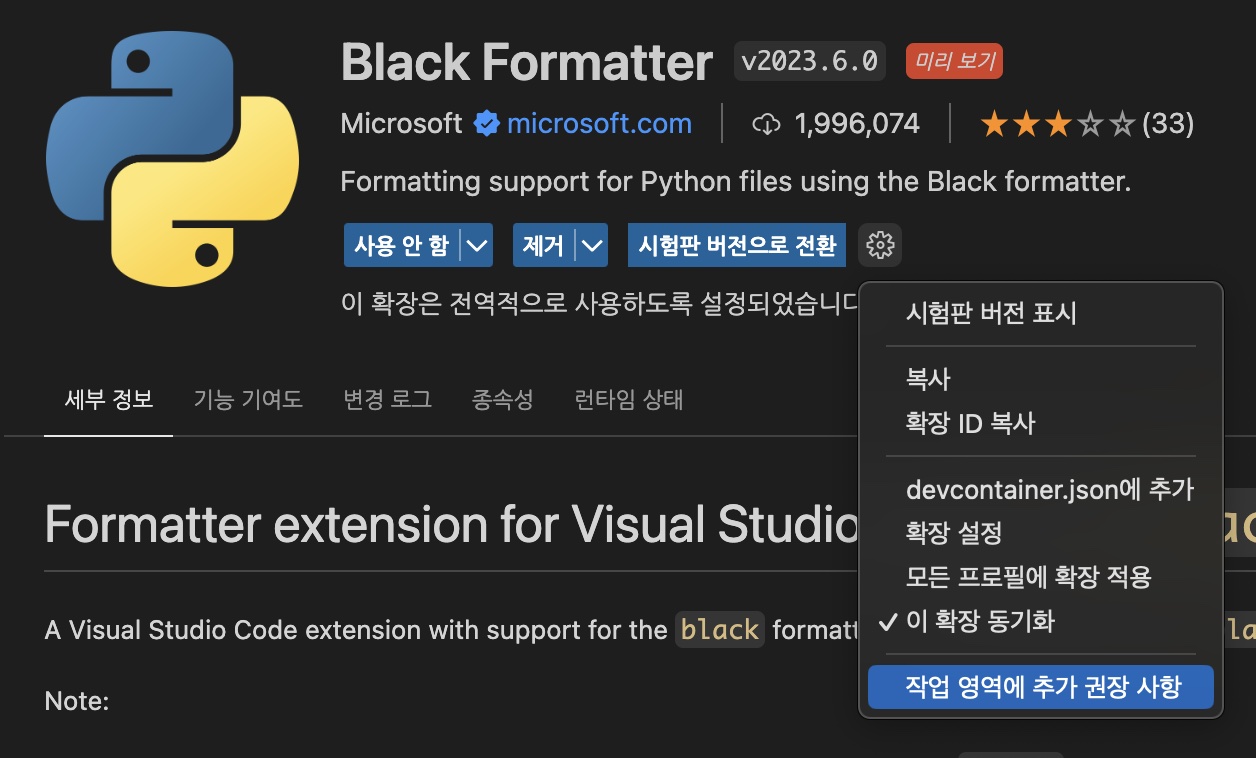 Black Formatter v2023.6.0 미리 보기
Microsoft microsoft.com 1,996,074 (33)
Formatting support for Python files using the Black formatter.
사용 안 함 제거 시험판 버전으로 전환
이 확장은 전역적으로 사용하도록 설정되었습니다
시험판 버전 표시
복사
확장 ID 복사
devcontainer.json에 추가
확장 설정
모든 프로필에 확장 적용
이 확장 동기화
작업 영역에 추가 권장 사항
세부 정보 기능 기여도 변경 로그 종속성 런타임 상태
Formatter extension for Visual Studio
A Visual Studio Code extension with support for the black formatt
Note: